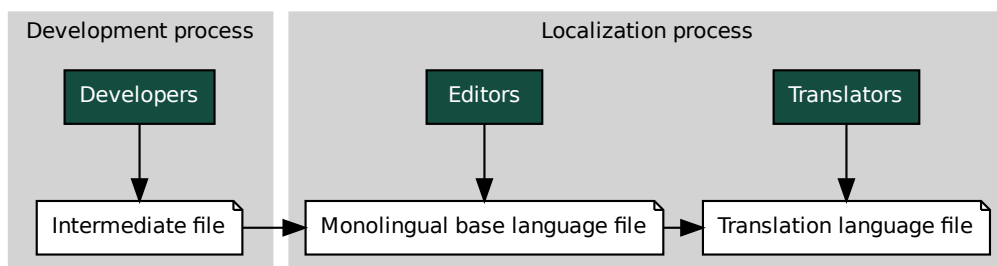 Development process
Localization process
Developers
Editors
Translators
Intermediate file
Monolingual base language file
Translation language file